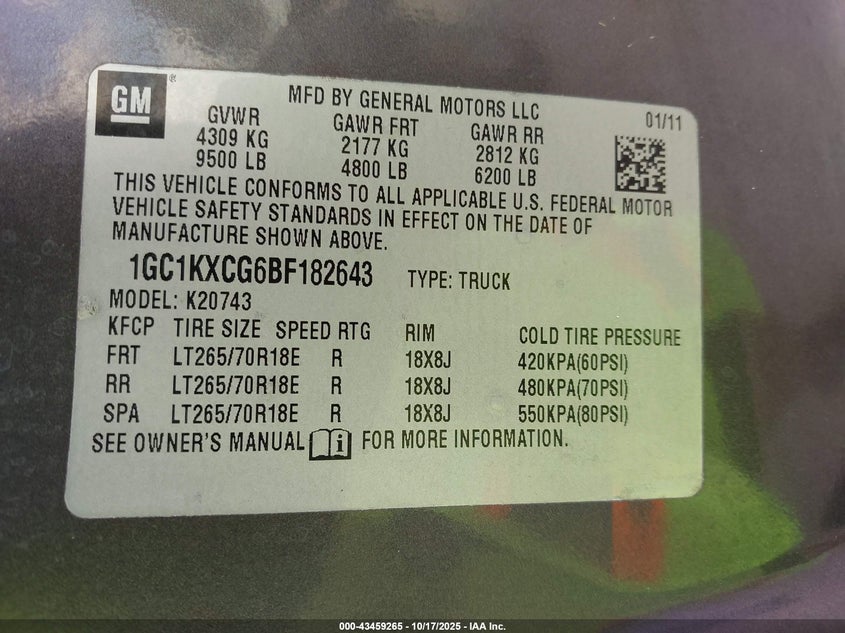 GM ®
MFD BY GENERAL MOTORS LLC
01/11
GVWR GAWR FRT GAWR RR
4309 KG 2177 KG 2812 KG
9500 LB 4800 LB 6200 LB
THIS VEHICLE CONFORMS TO ALL APPLICABLE U.S. FEDERAL MOTOR
VEHICLE SAFETY STANDARDS IN EFFECT ON THE DATE OF
MANUFACTURE SHOWN ABOVE.
1GC1KXCG6BF182643 TYPE: TRUCK
MODEL: K20743
KFCP TIRE SIZE SPEED RTG RIM COLD TIRE PRESSURE
FRT LT265/70R18E R 18X8J 420KPA(60PSI)
RR LT265/70R18E R 18X8J 480KPA(70PSI)
SPA LT265/70R18E R 18X8J 550KPA(80PSI)
SEE OWNER'S MANUAL i FOR MORE INFORMATION.
000-43459265 - 10/17/2025 - IAA Inc.